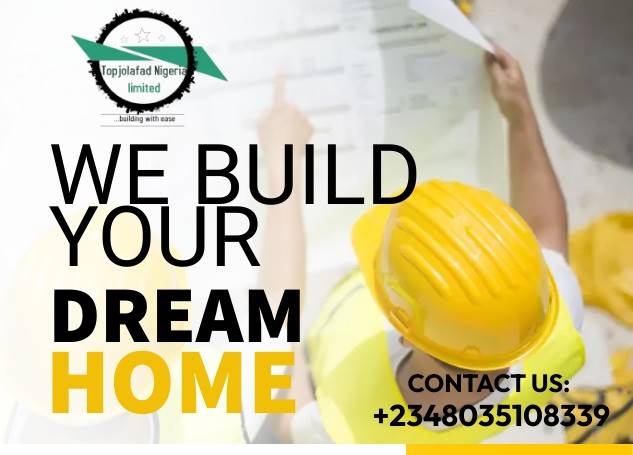 Topjolafad Nigeria
limited
...building with ease
WE BUILD
YOUR
DREAM
HOME
CONTACT US:
+2348035108339